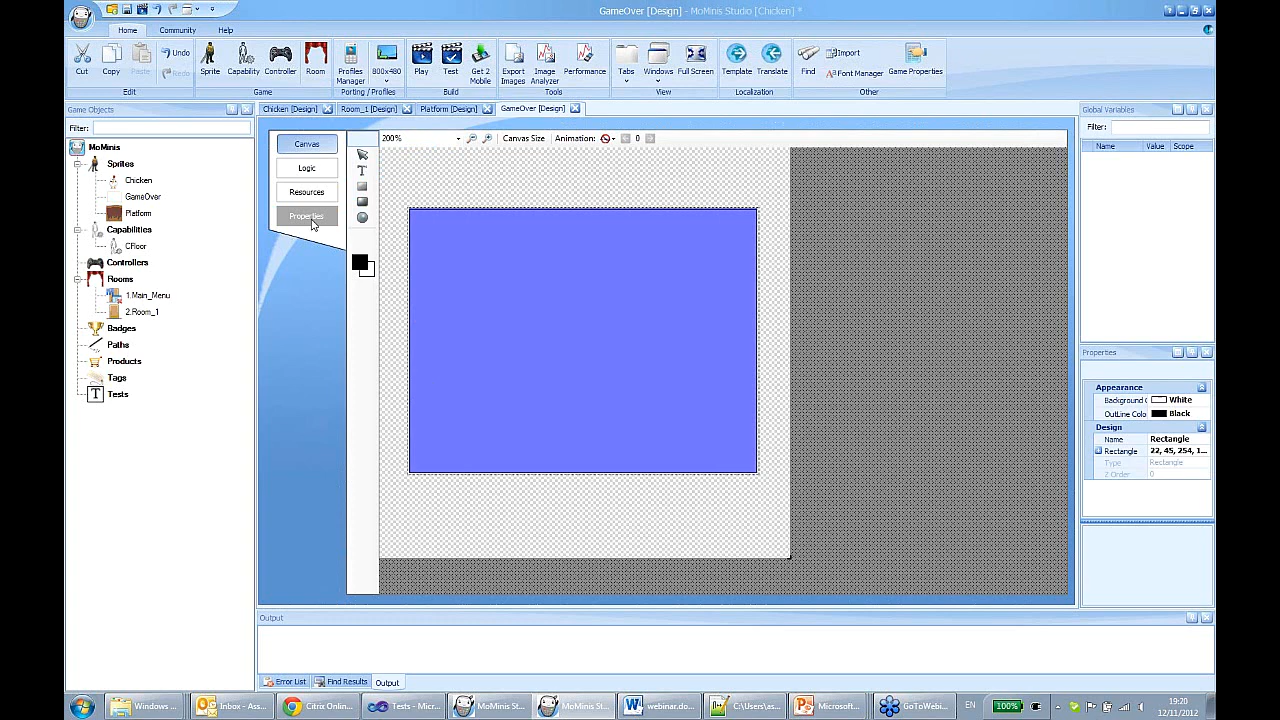 GameOver [Design] - MoMinis Studio [Chicken] *
Home Community Help
Cut Copy Paste Undo Redo Sprite Capability Controller Room Profiles Manager 800x480 Play Test Get 2 Mobile Export Images Image Analyzer Performance Tabs Windows Full Screen Template Translate Find Import Font Manager Game Properties
Edit Game Porting / Profiles Build Tools View Localization Other
Game Objects
Filter:
MoMinis
Sprites
Chicken
GameOver
Platform
Capabilities
CFloor
Controllers
Rooms
1.Main_Menu
2.Room_1
Badges
Paths
Products
Tags
Tests
Chicken [Design] Room_1 [Design] Platform [Design] GameOver [Design]
Canvas
Logic
Resources
Properties
200% Canvas Size Animation: 0
T
Global Variables
Filter:
Name Value Scope
Properties
Appearance
Background C White
OutLine Colo Black
Design
Name Rectangle
Rectangle 22, 45, 254, 1...
Type Rectangle
Z Order 0
Output
Error List Find Results Output
Windows ... Inbox - Ass... Citrix Onlin... Tests - Micr... MoMinis St... MoMinis St... webinar.do... C:\Users\as... Microsoft... GoToWebi... 100% EN 19:20
12/11/2012